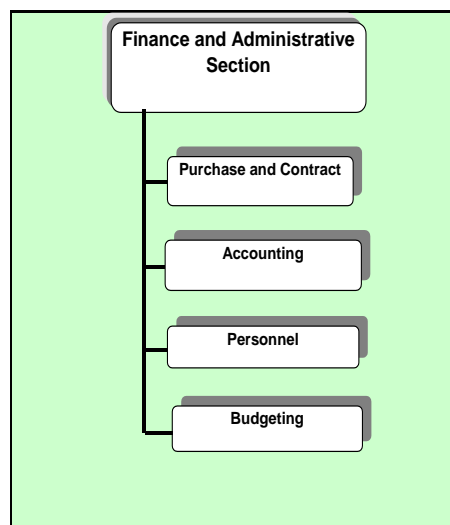 Finance and Administrative
Section
Purchase and Contract
Accounting
Personnel
Budgeting